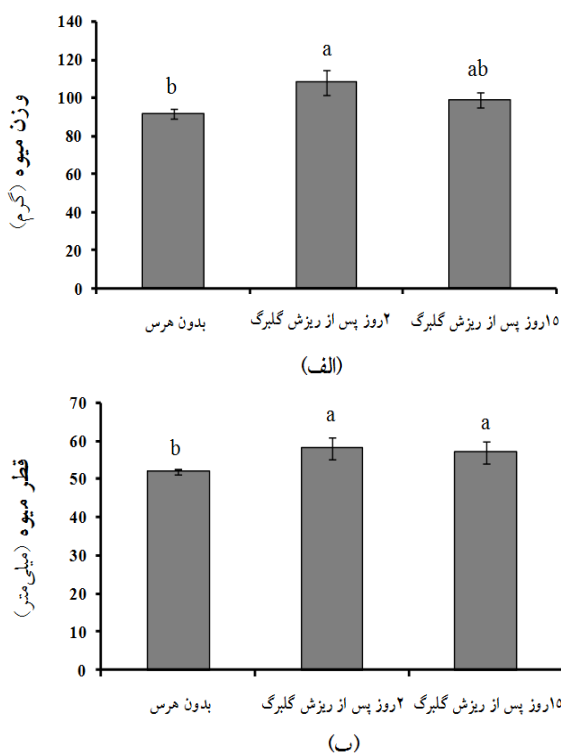 وزن میوه (گرم)
140
120
100
80
60
40
20
0
b
a
ab
بدون هرس
۲روز پس از ریزش گلبرگ
۱۵روز پس از ریزش گلبرگ
(الف)
قطر میوه (میلی‌متر)
70
60
50
40
30
20
10
0
b
a
a
بدون هرس
۲روز پس از ریزش گلبرگ
۱۵روز پس از ریزش گلبرگ
(ب)